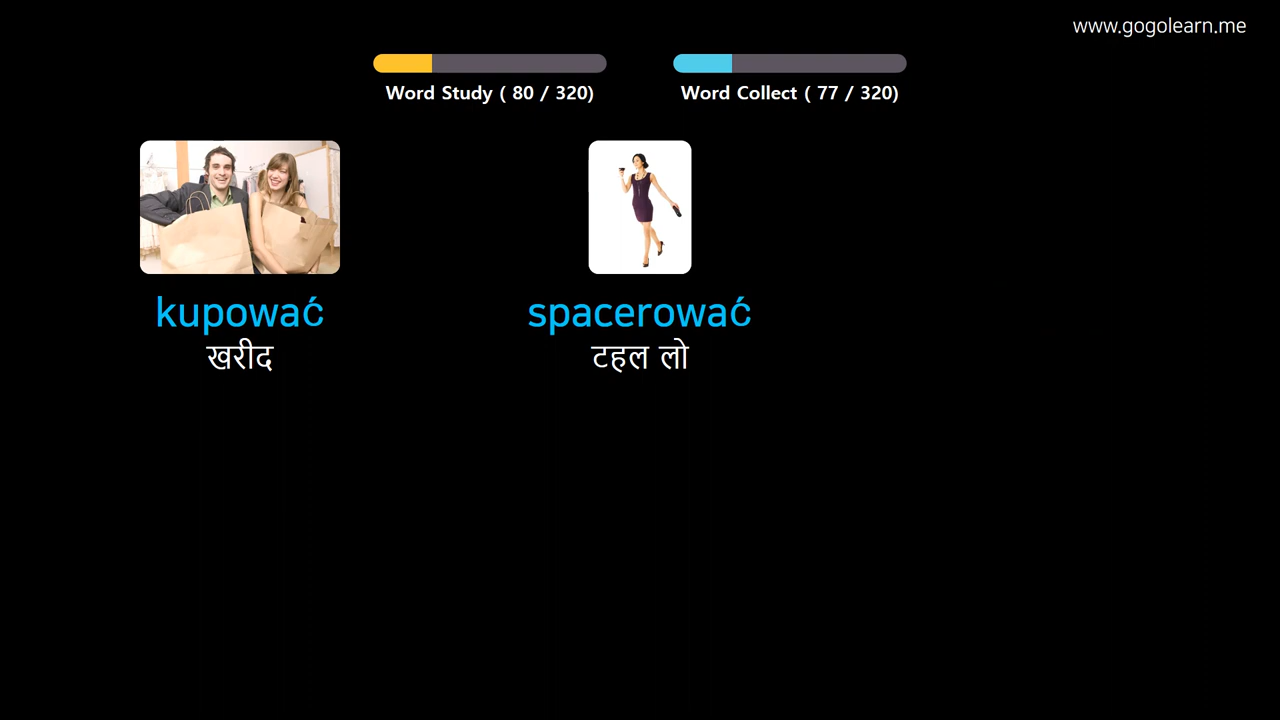 www.gogolearn.me
Word Study ( 80 / 320)
Word Collect ( 77 / 320)
kupować
खरीद
spacerować
टहल लो